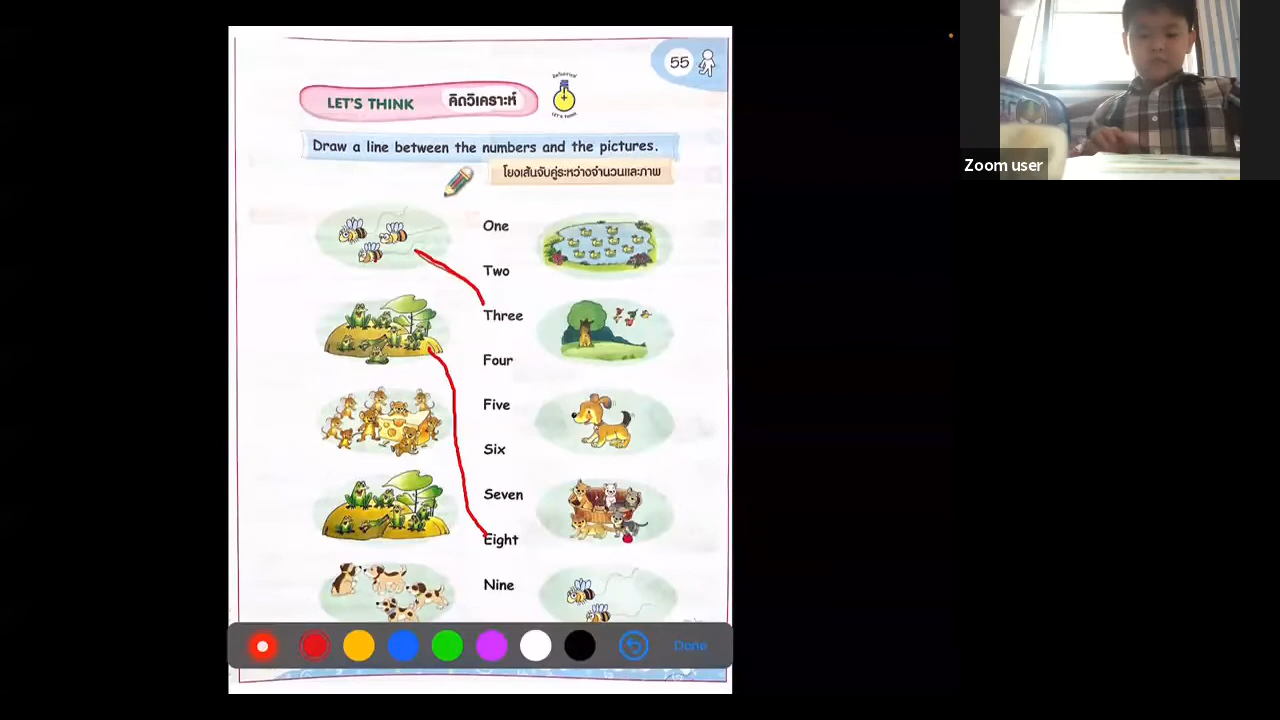 55
LET'S THINK คิดวิเคราะห์
LET'S THINK
Draw a line between the numbers and the pictures.
โยงเส้นจับคู่ระหว่างจำนวนและภาพ
One
Two
Three
Four
Five
Six
Seven
Eight
Nine
Done
Zoom user